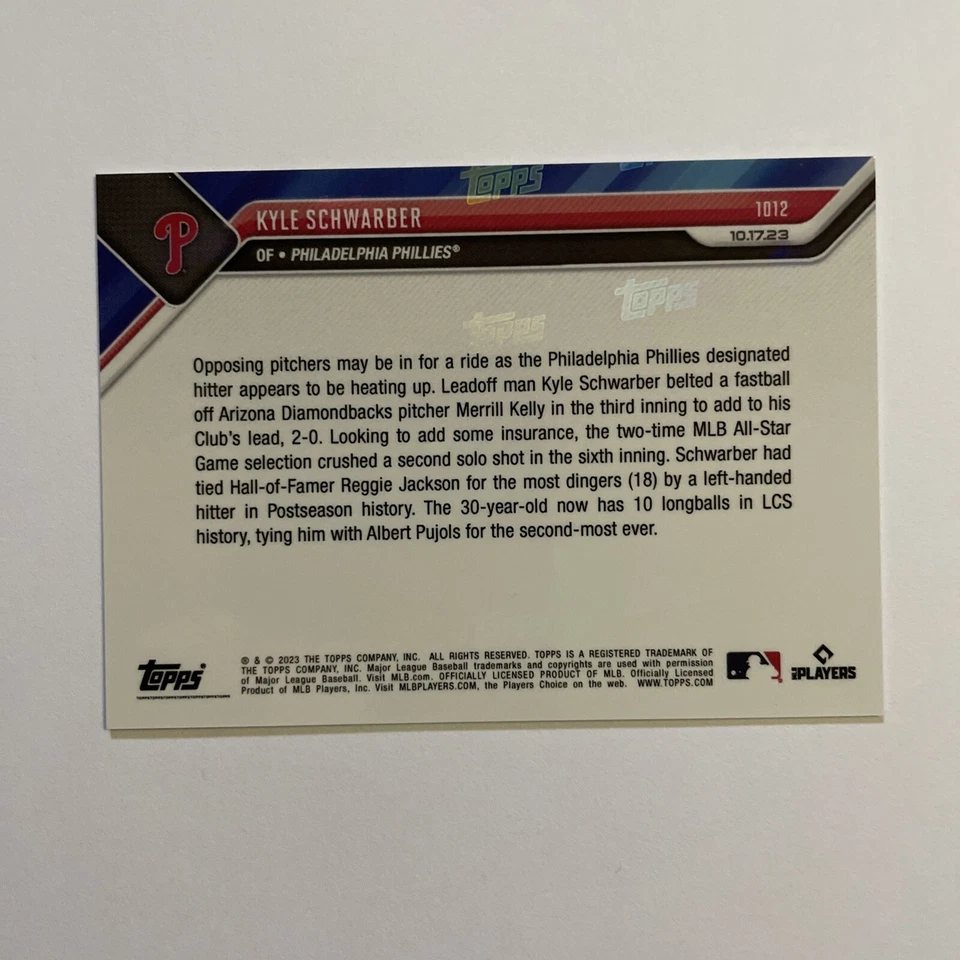 Topps
P
KYLE SCHWARBER
1012
OF • PHILADELPHIA PHILLIES®
10.17.23
Topps
Topps
Opposing pitchers may be in for a ride as the Philadelphia Phillies designated
hitter appears to be heating up. Leadoff man Kyle Schwarber belted a fastball
off Arizona Diamondbacks pitcher Merrill Kelly in the third inning to add to his
Club's lead, 2-0. Looking to add some insurance, the two-time MLB All-Star
Game selection crushed a second solo shot in the sixth inning. Schwarber had
tied Hall-of-Famer Reggie Jackson for the most dingers (18) by a left-handed
hitter in Postseason history. The 30-year-old now has 10 longballs in LCS
history, tying him with Albert Pujols for the second-most ever.
Topps
® & © 2023 THE TOPPS COMPANY, INC. ALL RIGHTS RESERVED. TOPPS IS A REGISTERED TRADEMARK OF
THE TOPPS COMPANY, INC. Major League Baseball trademarks and copyrights are used with permission
of Major League Baseball. Visit MLB.com. OFFICIALLY LICENSED PRODUCT OF MLB. Officially Licensed
Product of MLB Players, Inc. Visit MLBPLAYERS.COM, the Players Choice on the web. WWW.TOPPS.COM
MLB PLAYERS